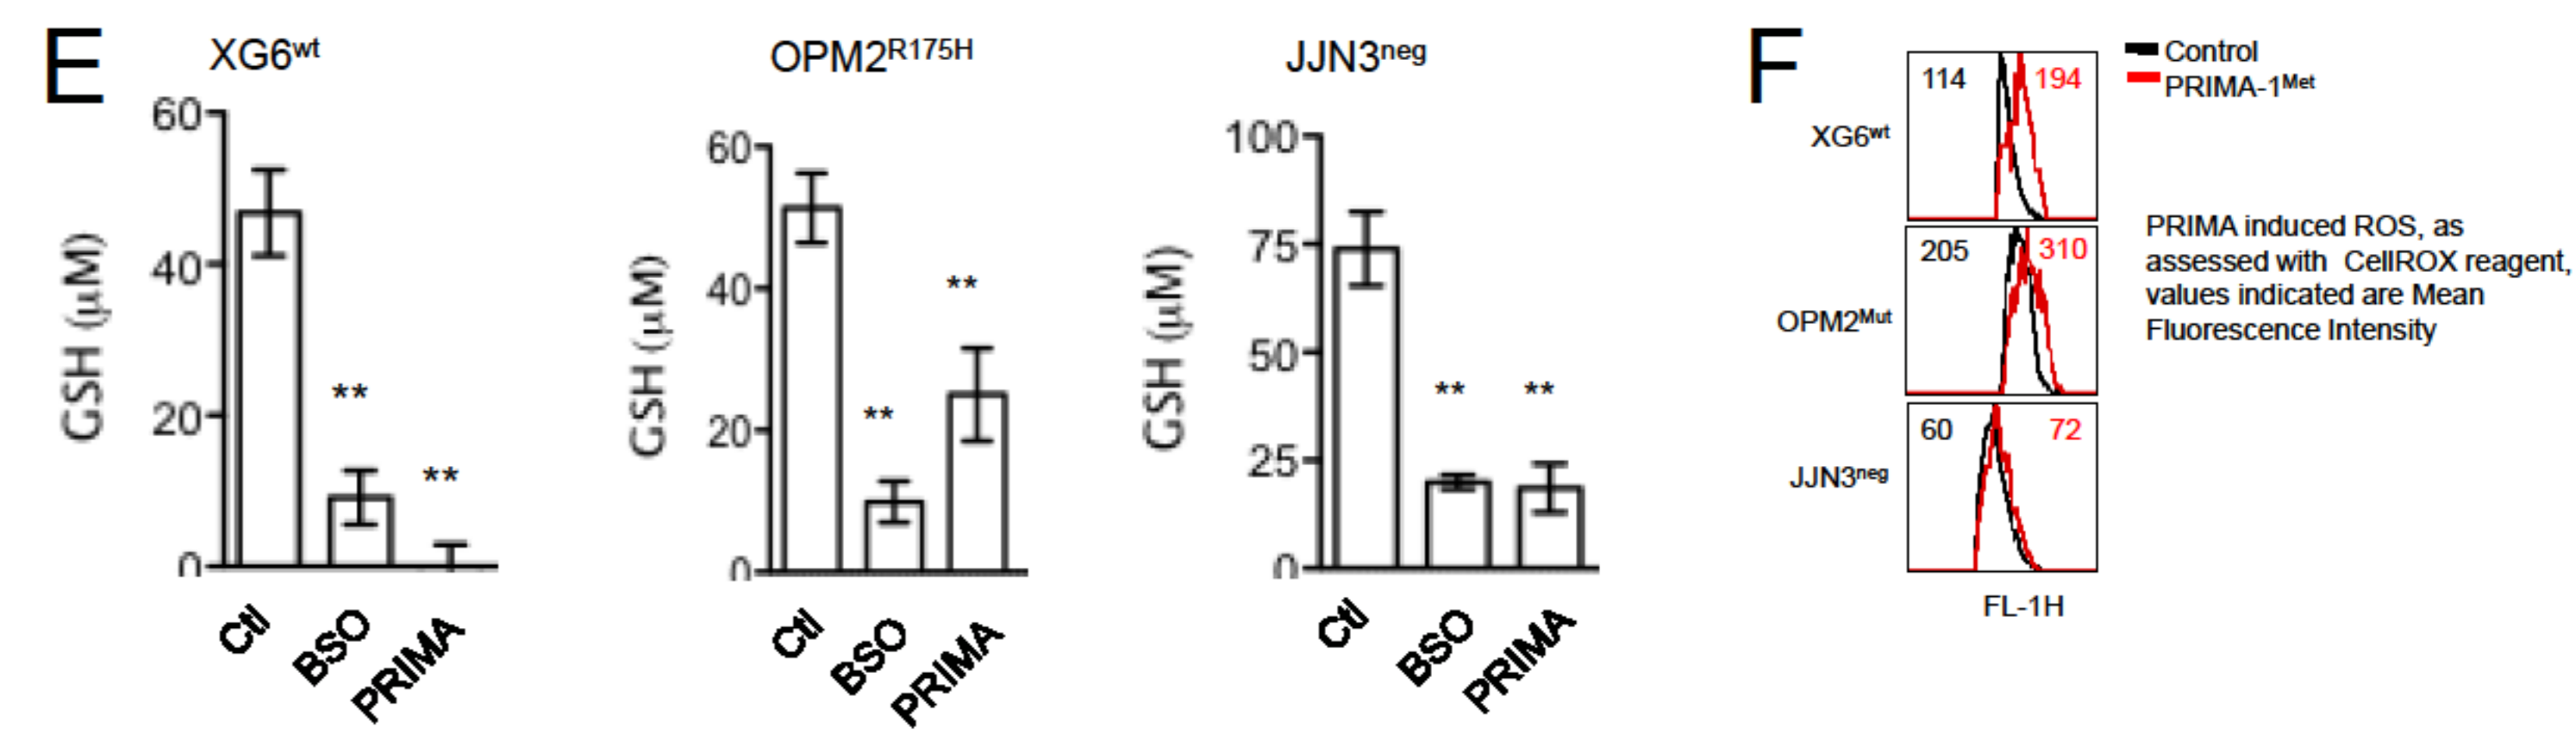 E
XG6wt
60
40
20
0
GSH (μM)
**
**
Ctl
BSO
PRIMA
OPM2R175H
60
40
20
0
GSH (μM)
**
**
Ctl
BSO
PRIMA
JJN3neg
100
75
50
25
0
GSH (μM)
**
**
Ctl
BSO
PRIMA
F
Control
PRIMA-1Met
XG6wt
114
194
OPM2Mut
205
310
JJN3neg
60
72
FL-1H
PRIMA induced ROS, as
assessed with CellROX reagent,
values indicated are Mean
Fluorescence Intensity